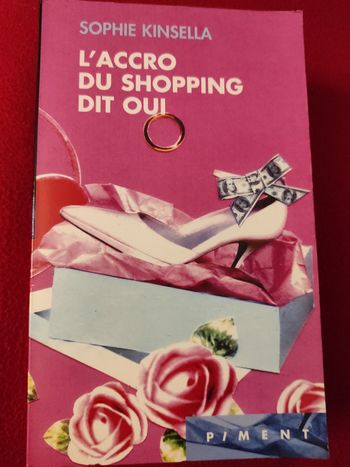 SOPHIE KINSELLA
L'ACCRO
DU SHOPPING
DIT OUI
PIMENT